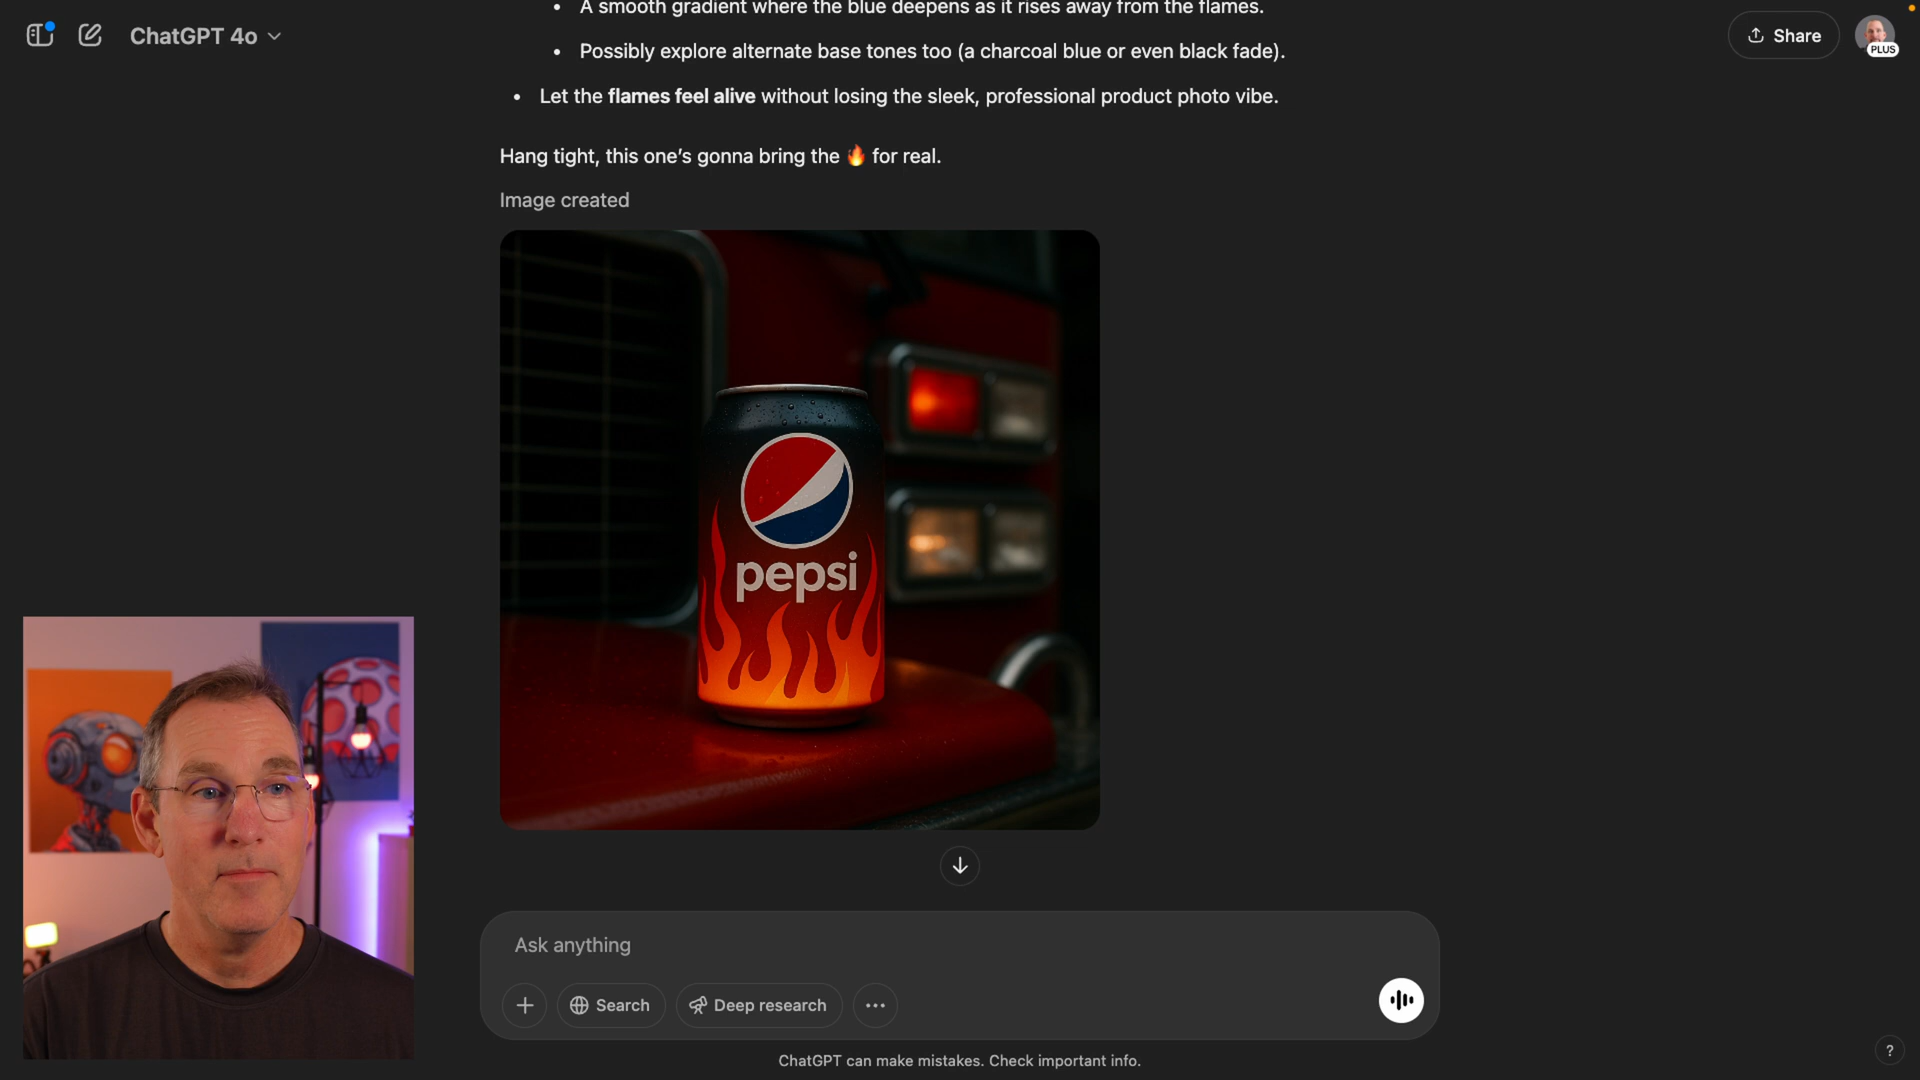 • A smooth gradient where the blue deepens as it rises away from the flames.
ChatGPT 4o
Share
PLUS
• Possibly explore alternate base tones too (a charcoal blue or even black fade).
• Let the flames feel alive without losing the sleek, professional product photo vibe.
Hang tight, this one’s gonna bring the 🔥 for real.
Image created
pepsi
Ask anything
Search
Deep research
ChatGPT can make mistakes. Check important info.
?